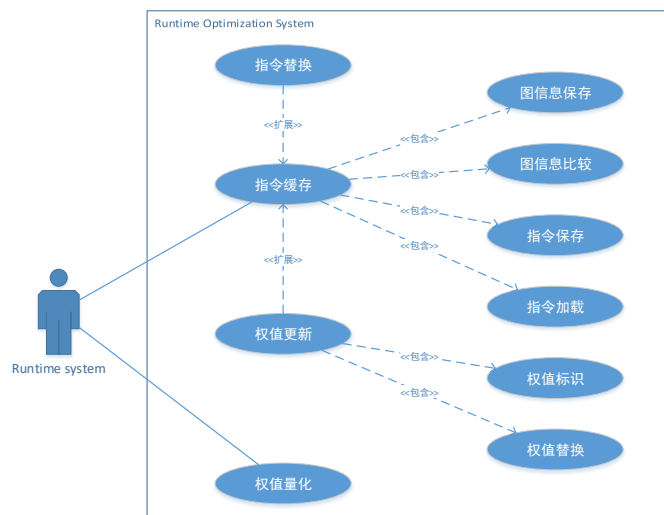 Runtime Optimization System
指令替换
图信息保存
<<扩展>>
<<包含>>
图信息比较
<<包含>>
指令缓存
<<包含>>
指令保存
<<包含>>
<<扩展>>
指令加载
权值更新
<<包含>>
Runtime system
权值标识
<<包含>>
权值替换
权值量化